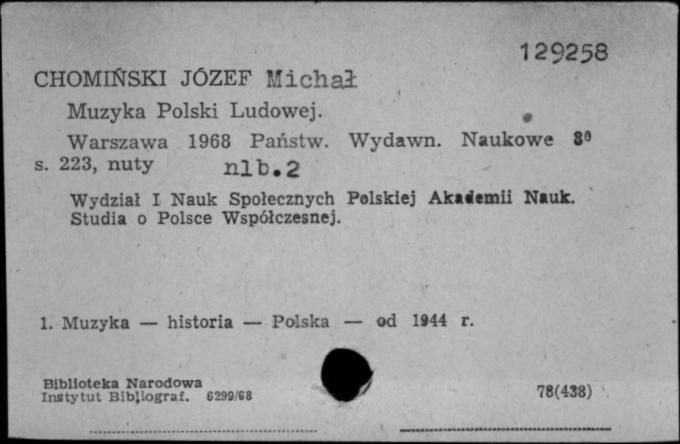 129258
CHOMIŃSKI JÓZEF Michał
Muzyka Polski Ludowej.
Warszawa 1968 Państw. Wydawn. Naukowe 8⁰
s. 223, nuty nlb.2
Wydział I Nauk Społecznych Polskiej Akademii Nauk.
Studia o Polsce Współczesnej.
1. Muzyka — historia — Polska — od 1944 r.
Biblioteka Narodowa
Instytut Bibliograf. 6299/68
78(438)